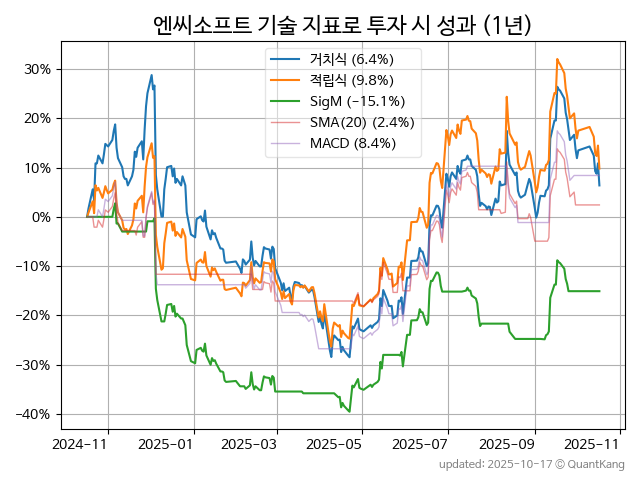 엔씨소프트 기술 지표로 투자 시 성과 (1년)
거치식 (6.4%)
적립식 (9.8%)
SigM (−15.1%)
SMA(20) (2.4%)
MACD (8.4%)
30%
20%
10%
0%
−10%
−20%
−30%
−40%
2024-11 2025-01 2025-03 2025-05 2025-07 2025-09 2025-11
updated: 2025-10-17 © QuantKang